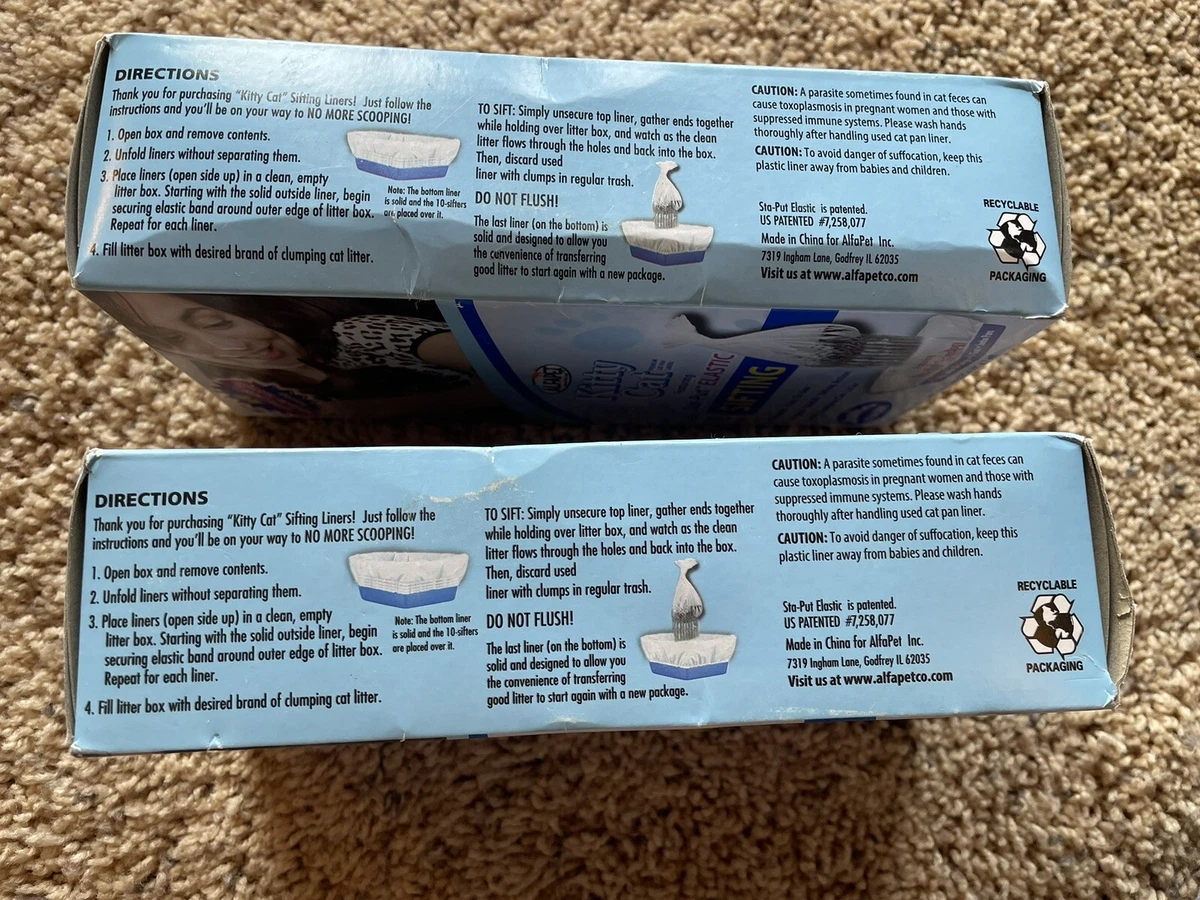 DIRECTIONS
Thank you for purchasing "Kitty Cat" Sifting Liners! Just follow the
instructions and you'll be on your way to NO MORE SCOOPING!
1. Open box and remove contents.
2. Unfold liners without separating them.
3. Place liners (open side up) in a clean, empty
litter box. Starting with the solid outside liner, begin
securing elastic band around outer edge of litter box.
Repeat for each liner.
4. Fill litter box with desired brand of clumping cat litter.
Note: The bottom liner
is solid and the 10-sifters
are placed over it.
TO SIFT: Simply unsecure top liner, gather ends together
while holding over litter box, and watch as the clean
litter flows through the holes and back into the box.
Then, discard used
liner with clumps in regular trash.
DO NOT FLUSH!
The last liner (on the bottom) is
solid and designed to allow you
the convenience of transferring
good litter to start again with a new package.
CAUTION: A parasite sometimes found in cat feces can
cause toxoplasmosis in pregnant women and those with
suppressed immune systems. Please wash hands
thoroughly after handling used cat pan liner.
CAUTION: To avoid danger of suffocation, keep this
plastic liner away from babies and children.
Sta-Put Elastic is patented.
US PATENTED #7,258,077
Made in China for AlfaPet Inc.
7319 Ingham Lane, Godfrey IL 62035
Visit us at www.alfapetco.com
RECYCLABLE
PACKAGING
Kitty
Cat
ELASTIC
SIFTING
DIRECTIONS
Thank you for purchasing "Kitty Cat" Sifting Liners! Just follow the
instructions and you'll be on your way to NO MORE SCOOPING!
1. Open box and remove contents.
2. Unfold liners without separating them.
3. Place liners (open side up) in a clean, empty
litter box. Starting with the solid outside liner, begin
securing elastic band around outer edge of litter box.
Repeat for each liner.
4. Fill litter box with desired brand of clumping cat litter.
Note: The bottom liner
is solid and the 10-sifters
are placed over it.
TO SIFT: Simply unsecure top liner, gather ends together
while holding over litter box, and watch as the clean
litter flows through the holes and back into the box.
Then, discard used
liner with clumps in regular trash.
DO NOT FLUSH!
The last liner (on the bottom) is
solid and designed to allow you
the convenience of transferring
good litter to start again with a new package.
CAUTION: A parasite sometimes found in cat feces can
cause toxoplasmosis in pregnant women and those with
suppressed immune systems. Please wash hands
thoroughly after handling used cat pan liner.
CAUTION: To avoid danger of suffocation, keep this
plastic liner away from babies and children.
Sta-Put Elastic is patented.
US PATENTED #7,258,077
Made in China for AlfaPet Inc.
7319 Ingham Lane, Godfrey IL 62035
Visit us at www.alfapetco.com
RECYCLABLE
PACKAGING